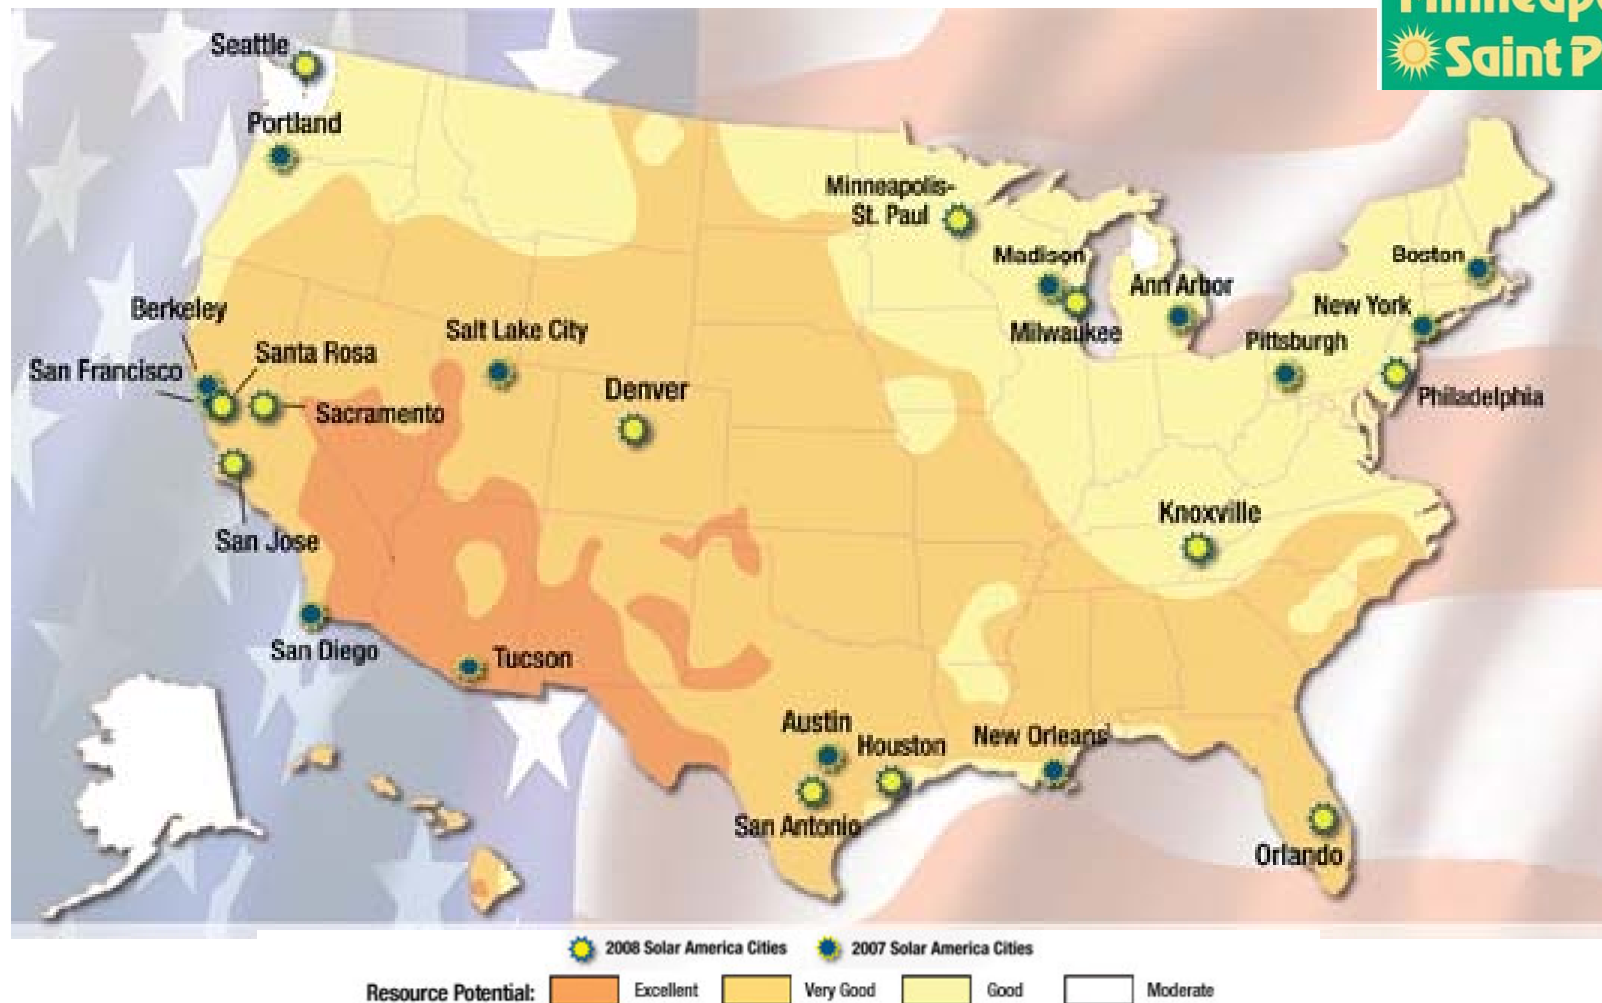 Saint P
Seattle
Portland
Minneapolis-
St. Paul
Madison
Ann Arbor
Boston
New York
Milwaukee
Pittsburgh
Philadelphia
Berkeley
Salt Lake City
Santa Rosa
San Francisco
Denver
Sacramento
Knoxville
San Jose
San Diego
Tucson
Austin
Houston
New Orleans
San Antonio
Orlando
2008 Solar America Cities
2007 Solar America Cities
Resource Potential:
Excellent
Very Good
Good
Moderate